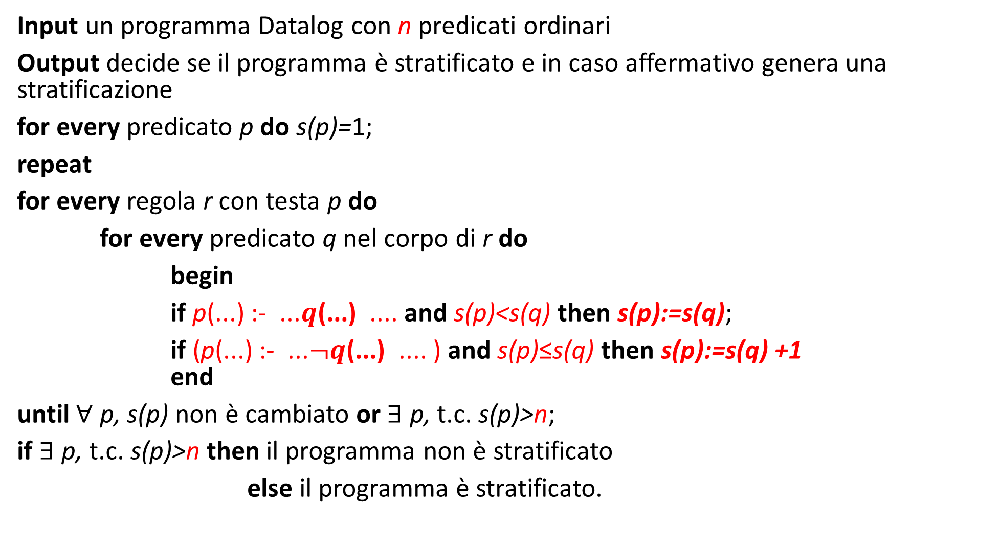 Input un programma Datalog con n predicati ordinari
Output decide se il programma è stratificato e in caso affermativo genera una
stratificazione
for every predicato p do s(p)=1;
repeat
for every regola r con testa p do
for every predicato q nel corpo di r do
begin
if p(...) :- ...q(...) .... and s(p)<s(q) then s(p):=s(q);
if (p(...) :- ...¬q(...) .... ) and s(p)≤s(q) then s(p):=s(q) +1
end
until ∀ p, s(p) non è cambiato or ∃ p, t.c. s(p)>n;
if ∃ p, t.c. s(p)>n then il programma non è stratificato
else il programma è stratificato.